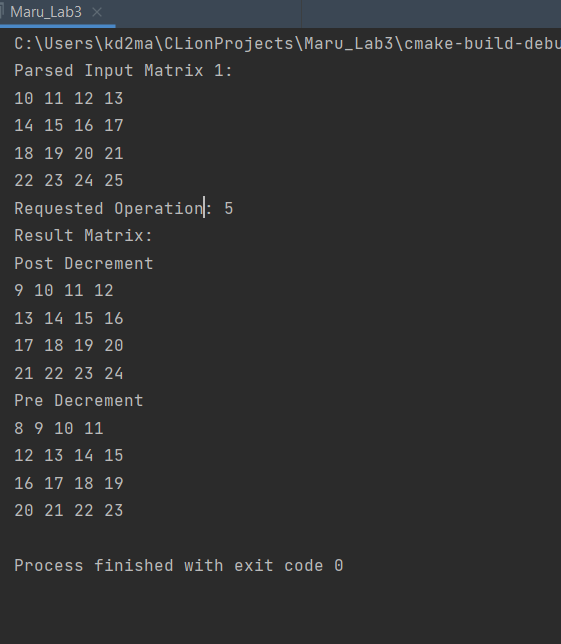 Maru_Lab3
C:\Users\kd2ma\CLionProjects\Maru_Lab3\cmake-build-debu
Parsed Input Matrix 1:
10 11 12 13
14 15 16 17
18 19 20 21
22 23 24 25
Requested Operation: 5
Result Matrix:
Post Decrement
9 10 11 12
13 14 15 16
17 18 19 20
21 22 23 24
Pre Decrement
8 9 10 11
12 13 14 15
16 17 18 19
20 21 22 23
Process finished with exit code 0